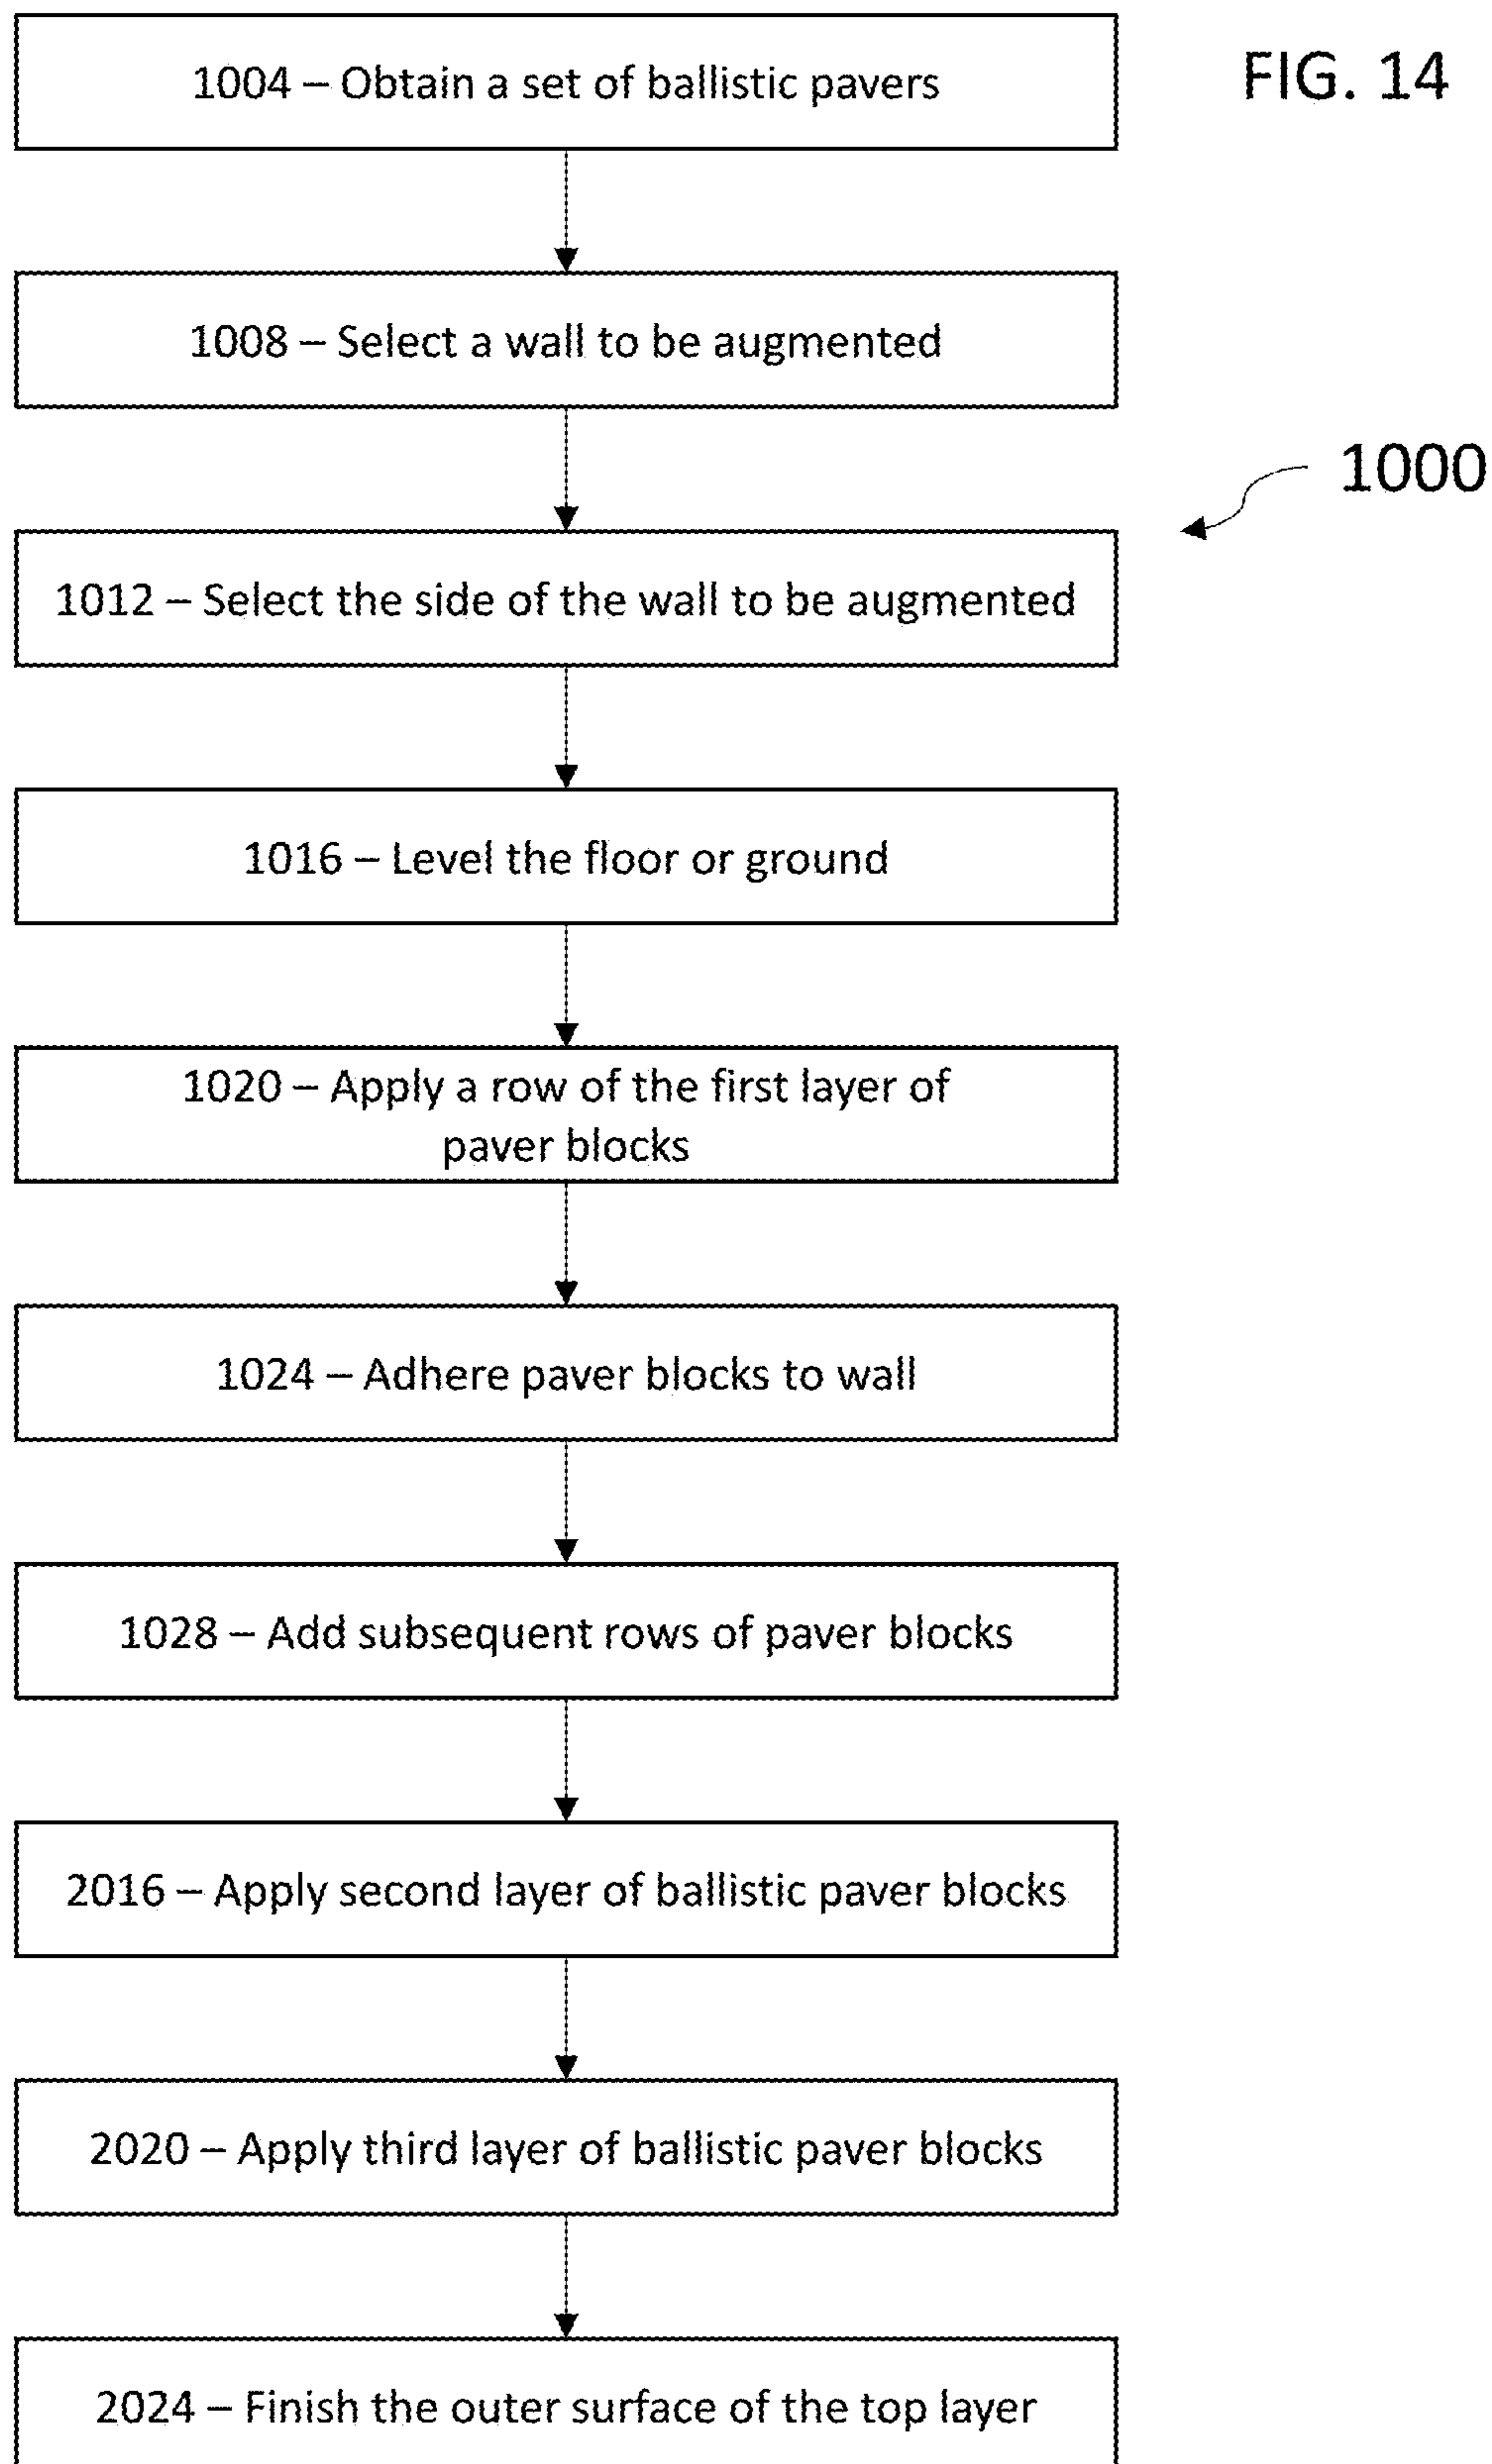 1004 – Obtain a set of ballistic pavers
FIG. 14
1008 – Select a wall to be augmented
1000
1012 – Select the side of the wall to be augmented
1016 – Level the floor or ground
1020 – Apply a row of the first layer of
paver blocks
1024 – Adhere paver blocks to wall
1028 – Add subsequent rows of paver blocks
2016 – Apply second layer of ballistic paver blocks
2020 – Apply third layer of ballistic paver blocks
2024 – Finish the outer surface of the top layer